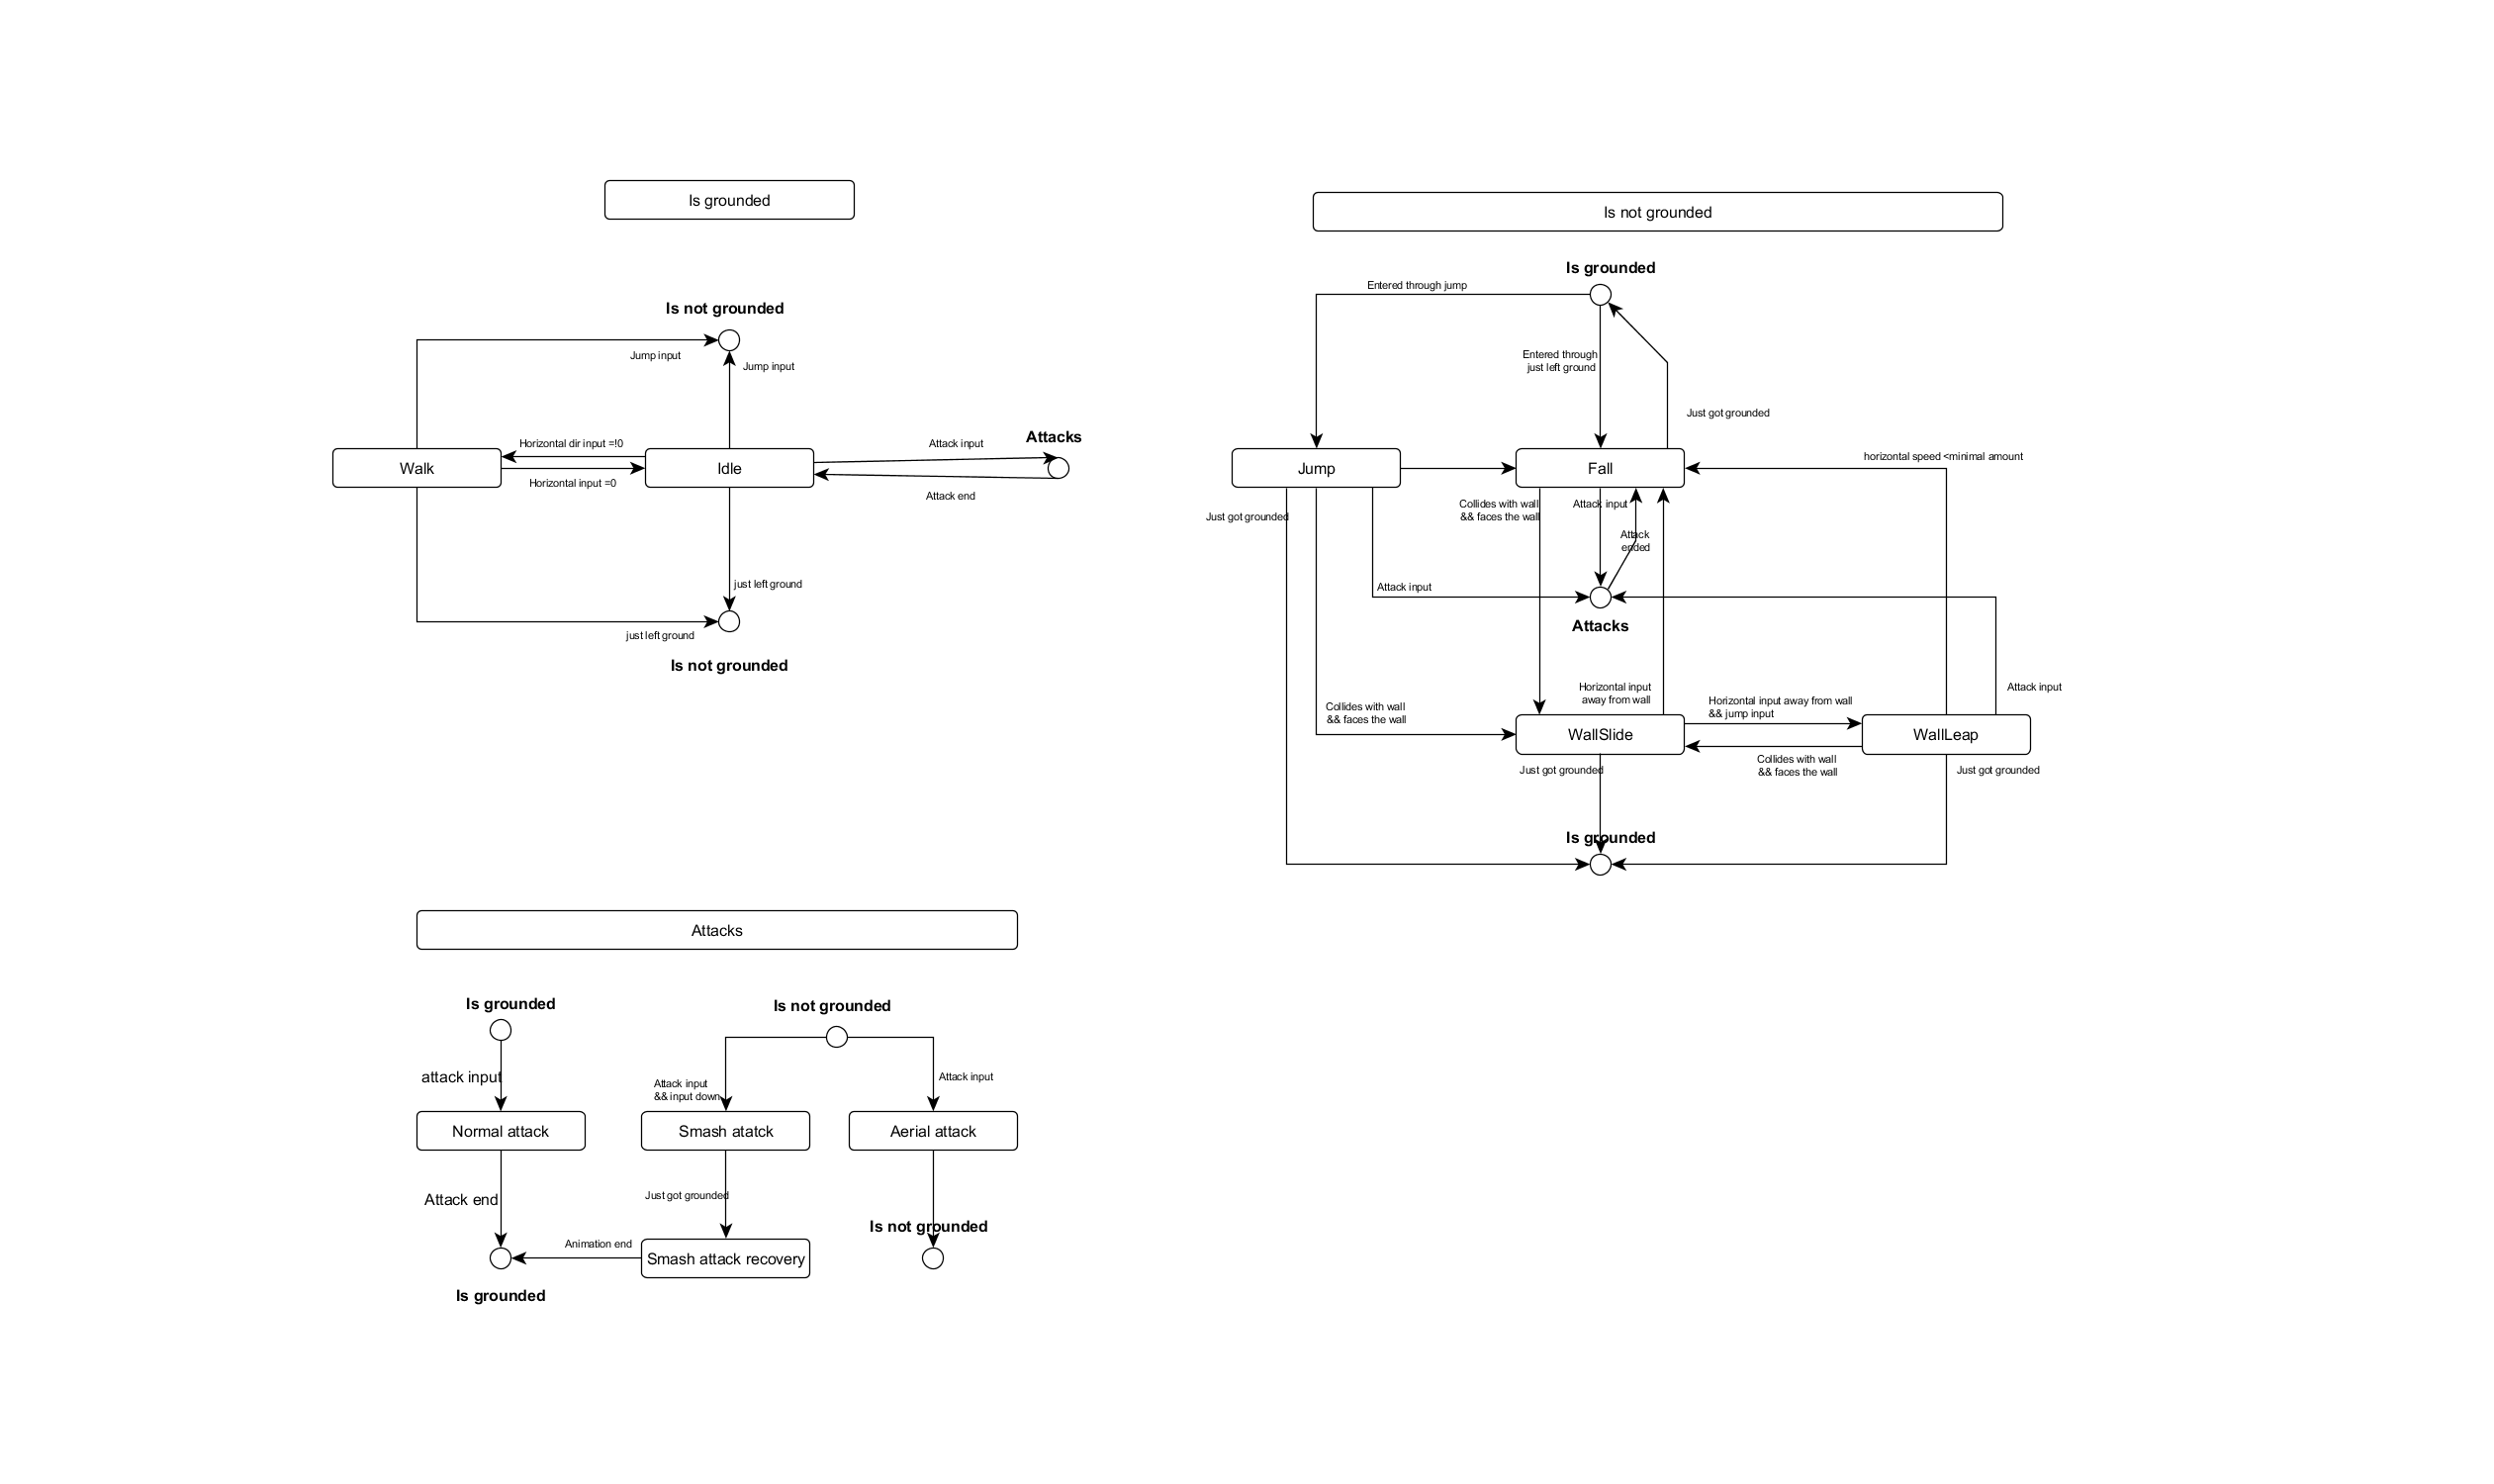 Is grounded
Is not grounded
Jump input
Jump input
Horizontal dir input =!0
Walk
Idle
Horizontal input =0
Attack input
Attacks
Attack end
just left ground
just left ground
Is not grounded
Is not grounded
Is grounded
Entered through jump
Entered through
just left ground
Just got grounded
Jump
Fall
horizontal speed <minimal amount
Just got grounded
Collides with wall
&& faces the wall
Attack input
Attack
ended
Attack input
Attacks
Horizontal input
away from wall
Horizontal input away from wall
&& jump input
Attack input
Collides with wall
&& faces the wall
WallSlide
WallLeap
Just got grounded
Collides with wall
&& faces the wall
Just got grounded
Is grounded
Attacks
Is grounded
Is not grounded
attack input
Attack input
&& input down
Attack input
Normal attack
Smash atatck
Aerial attack
Attack end
Just got grounded
Is not grounded
Animation end
Smash attack recovery
Is grounded